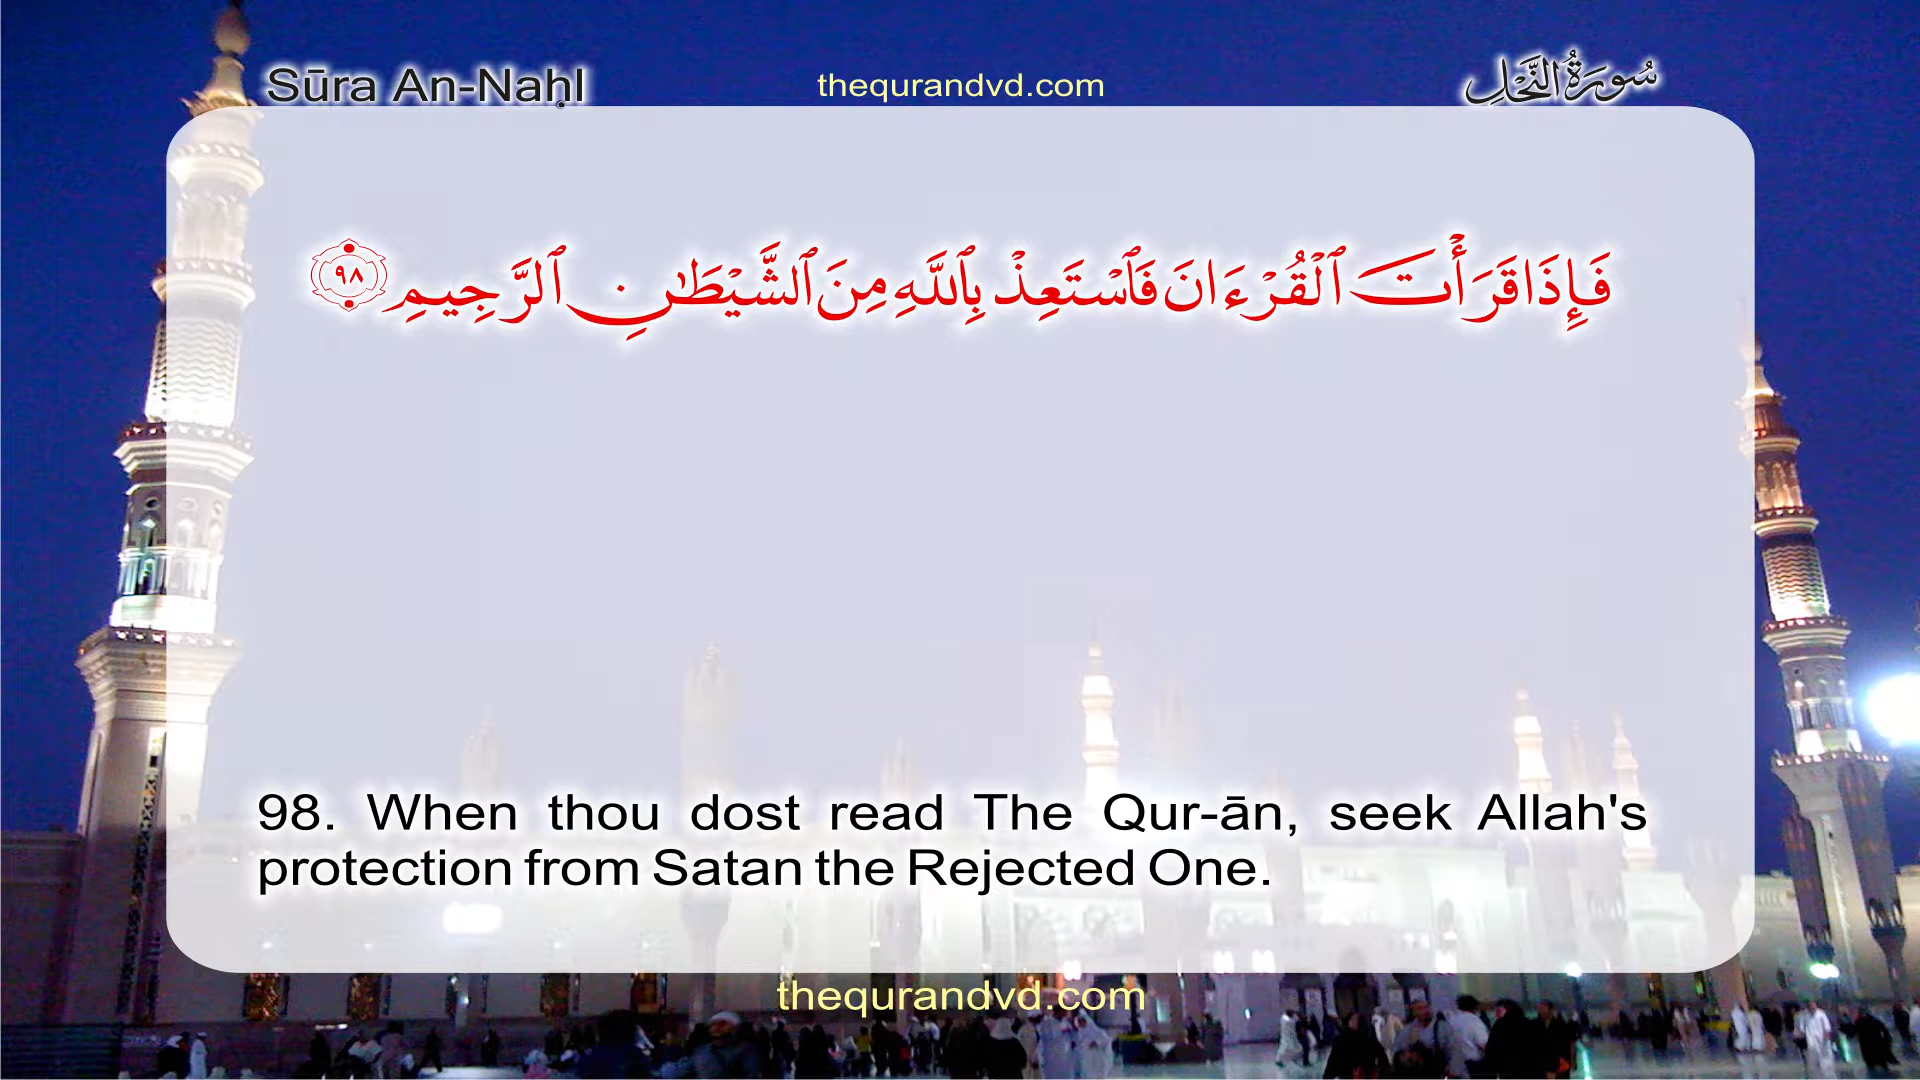 Sūra An-Naḥl
thequrandvd.com
سُورَةُ النَّحْلِ
فَإِذَا قَرَأْتَ ٱلْقُرْءَانَ فَٱسْتَعِذْ بِٱللَّهِ مِنَ ٱلشَّيْطَٰنِ ٱلرَّجِيمِ ٩٨
98. When thou dost read The Qur-ān, seek Allah's
protection from Satan the Rejected One.
thequrandvd.com